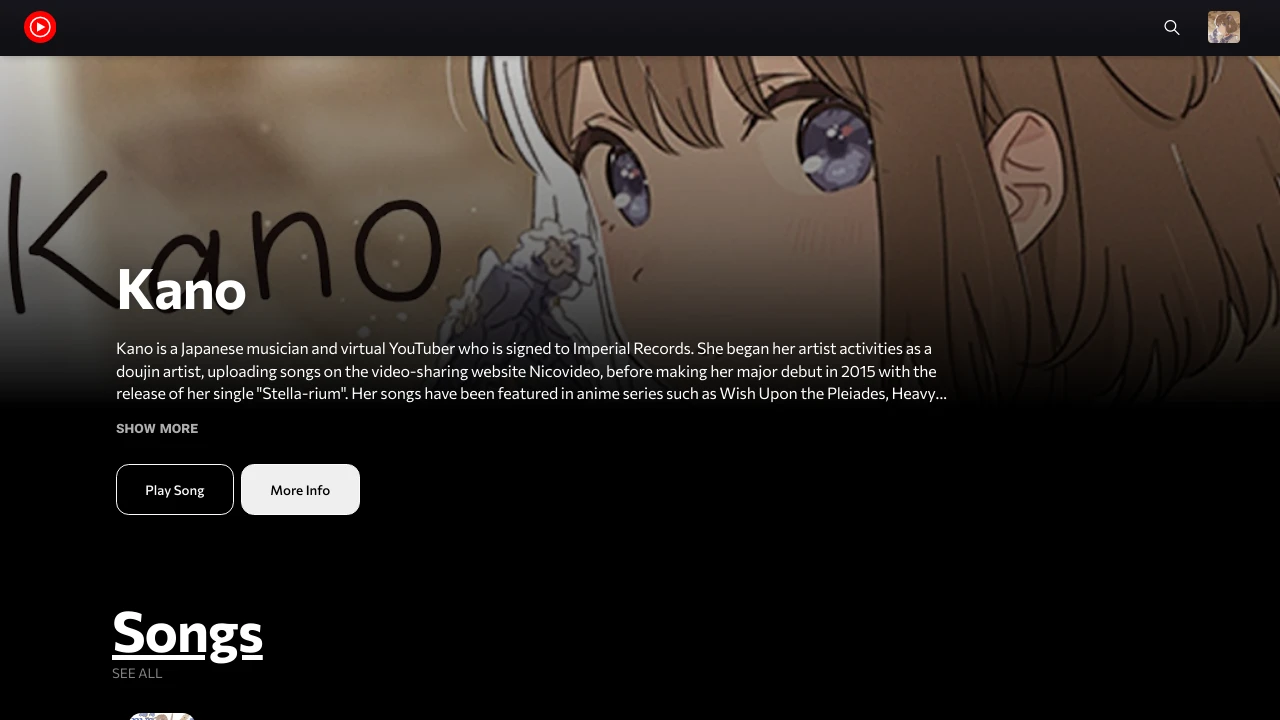 Kano
Kano
Kano is a Japanese musician and virtual YouTuber who is signed to Imperial Records. She began her artist activities as a
doujin artist, uploading songs on the video-sharing website Nicovideo, before making her major debut in 2015 with the
release of her single "Stella-rium". Her songs have been featured in anime series such as Wish Upon the Pleiades, Heavy...
SHOW MORE
Play Song
More Info
Songs
SEE ALL